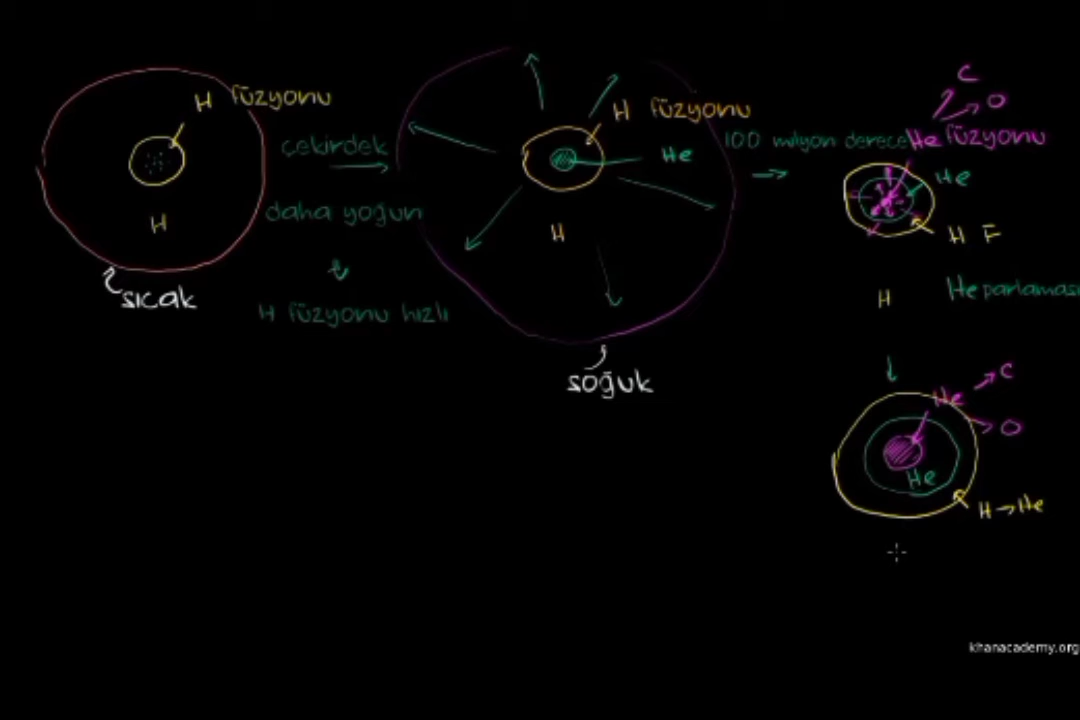 H füzyonu
H
sıcak
çekirdek
daha yoğun
H füzyonu hızlı
H füzyonu
He
H
soğuk
100 milyon derece
C
O
He füzyonu
He
H F
H
He parlaması
He
C
O
He
H → He
khanacademy.org